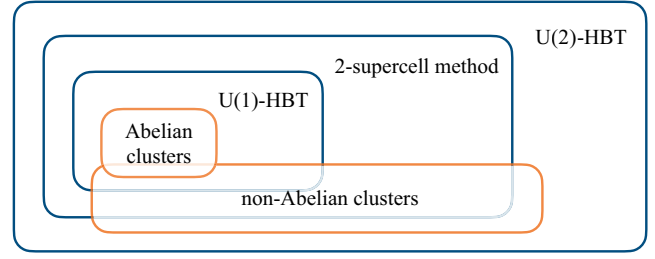 U(2)-HBT
2-supercell method
U(1)-HBT
Abelian
clusters
non-Abelian clusters